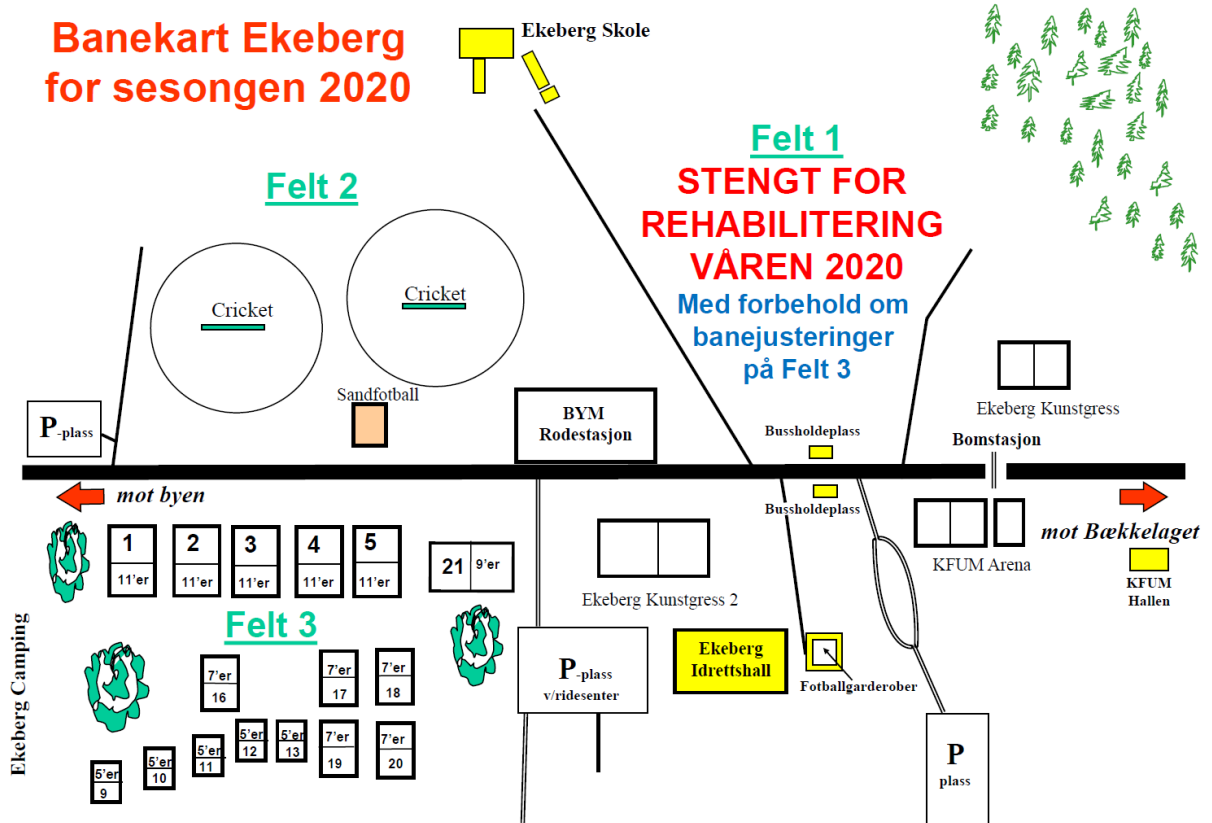 Banekart Ekeberg
for sesongen 2020
Ekeberg Skole
Felt 1
STENGT FOR
REHABILITERING
VÅREN 2020
Med forbehold om
banejusteringer
på Felt 3
Felt 2
Cricket
Cricket
Sandfotball
P-plass
BYM
Rodestasjon
Bussholdeplass
Ekeberg Kunstgress
Bomstasjon
mot byen
Bussholdeplass
mot Bækkelaget
KFUM Arena
KFUM
Hallen
1
11'er
2
11'er
3
11'er
4
11'er
5
11'er
21 9'er
Ekeberg Kunstgress 2
Felt 3
Ekeberg Camping
7'er
16
7'er
17
7'er
18
P-plass
v/ridesenter
Ekeberg
Idrettshall
Fotballgarderober
5'er
9
5'er
10
5'er
11
5'er
12
5'er
13
7'er
19
7'er
20
P
plass